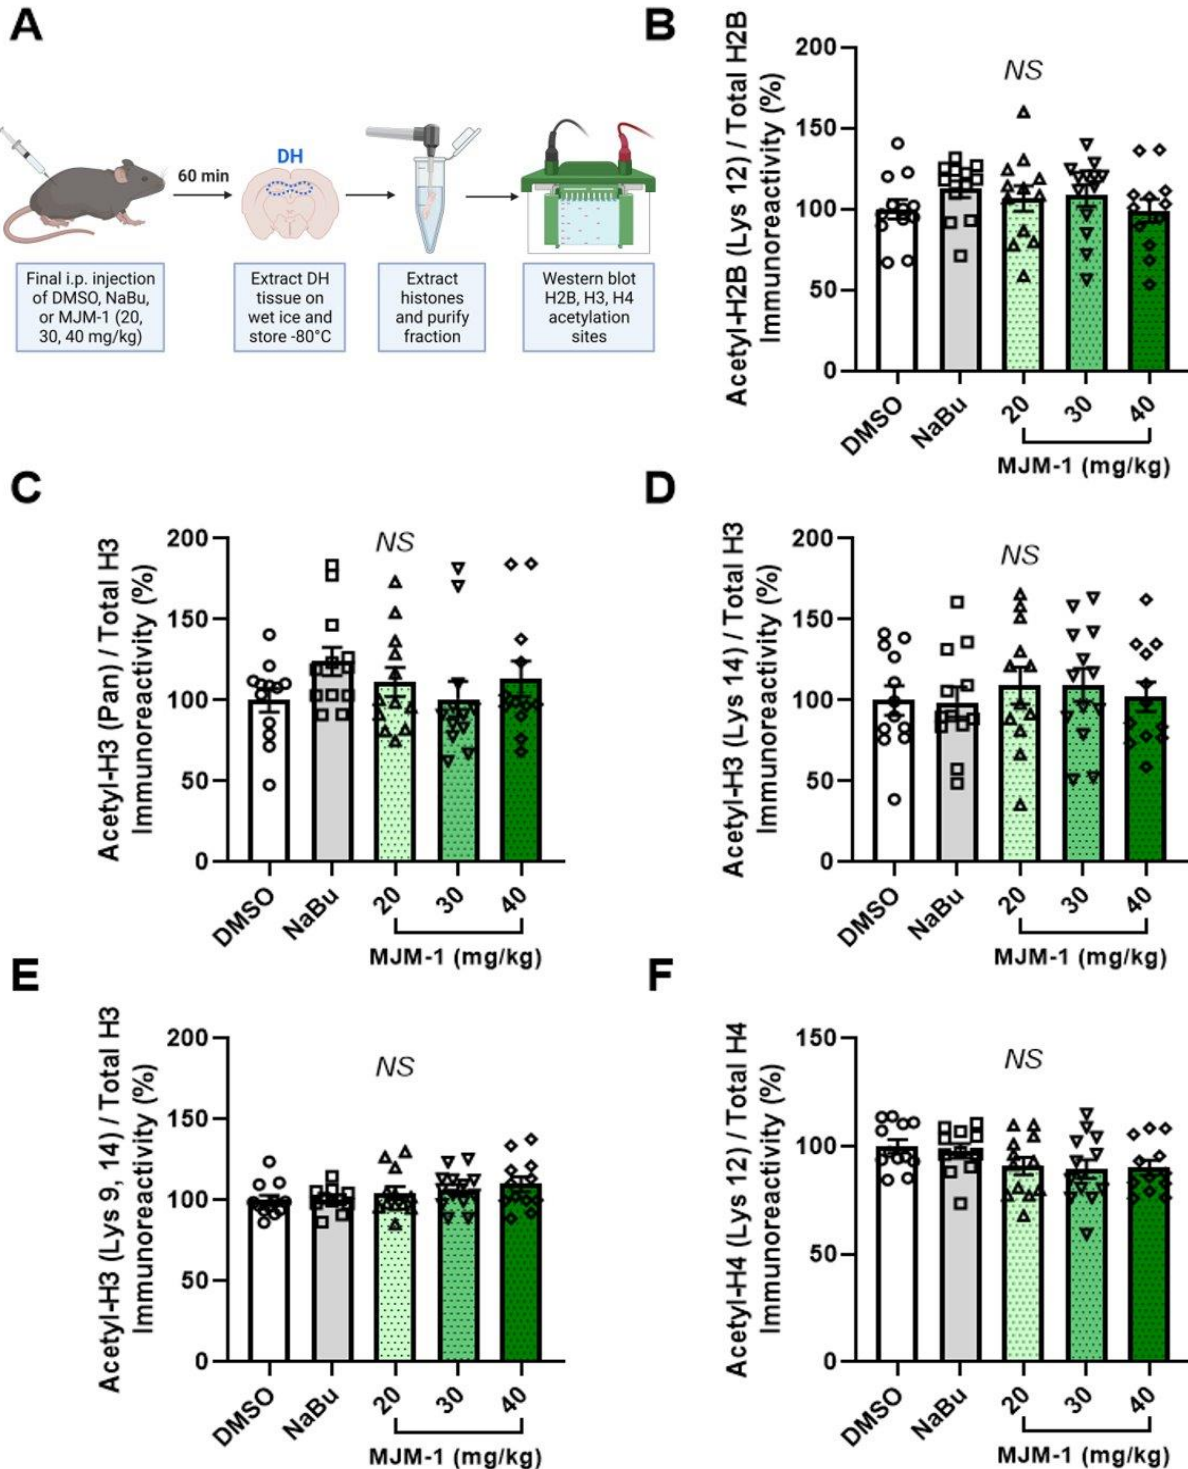 A
DH
60 min
Final i.p. injection
of DMSO, NaBu,
or MJM-1 (20,
30, 40 mg/kg)
Extract DH
tissue on
wet ice and
store -80°C
Extract
histones
and purify
fraction
Western blot
H2B, H3, H4
acetylation
sites
B
Acetyl-H2B (Lys 12) / Total H2B
Immunoreactivity (%)
200
150
100
50
0
NS
DMSO
NaBu
20
30
40
MJM-1 (mg/kg)
C
Acetyl-H3 (Pan) / Total H3
Immunoreactivity (%)
200
150
100
50
0
NS
DMSO
NaBu
20
30
40
MJM-1 (mg/kg)
D
Acetyl-H3 (Lys 14) / Total H3
Immunoreactivity (%)
200
150
100
50
0
NS
DMSO
NaBu
20
30
40
MJM-1 (mg/kg)
E
Acetyl-H3 (Lys 9, 14) / Total H3
Immunoreactivity (%)
200
150
100
50
0
NS
DMSO
NaBu
20
30
40
MJM-1 (mg/kg)
F
Acetyl-H4 (Lys 12) / Total H4
Immunoreactivity (%)
150
100
50
0
NS
DMSO
NaBu
20
30
40
MJM-1 (mg/kg)